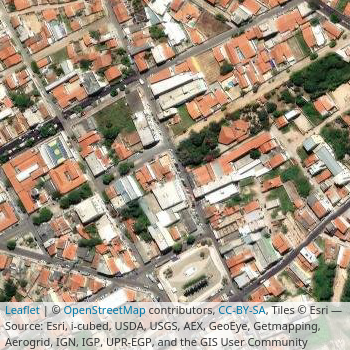 Leaflet | © OpenStreetMap contributors, CC-BY-SA, Tiles © Esri —
Source: Esri, i-cubed, USDA, USGS, AEX, GeoEye, Getmapping,
Aerogrid, IGN, IGP, UPR-EGP, and the GIS User Community